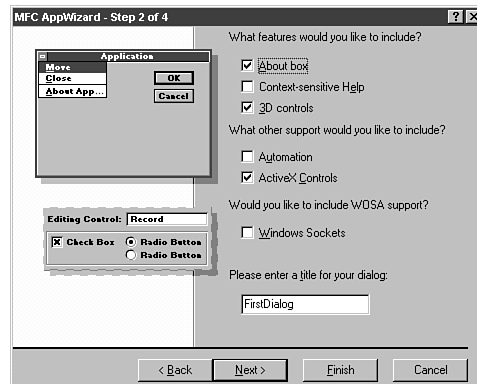 MFC AppWizard - Step 2 of 4
Application
Move
Close
About App...
OK
Cancel
Editing Control: Record
Check Box
Radio Button
Radio Button
What features would you like to include?
About box
Context-sensitive Help
3D controls
What other support would you like to include?
Automation
ActiveX Controls
Would you like to include WOSA support?
Windows Sockets
Please enter a title for your dialog:
FirstDialog
< Back
Next >
Finish
Cancel